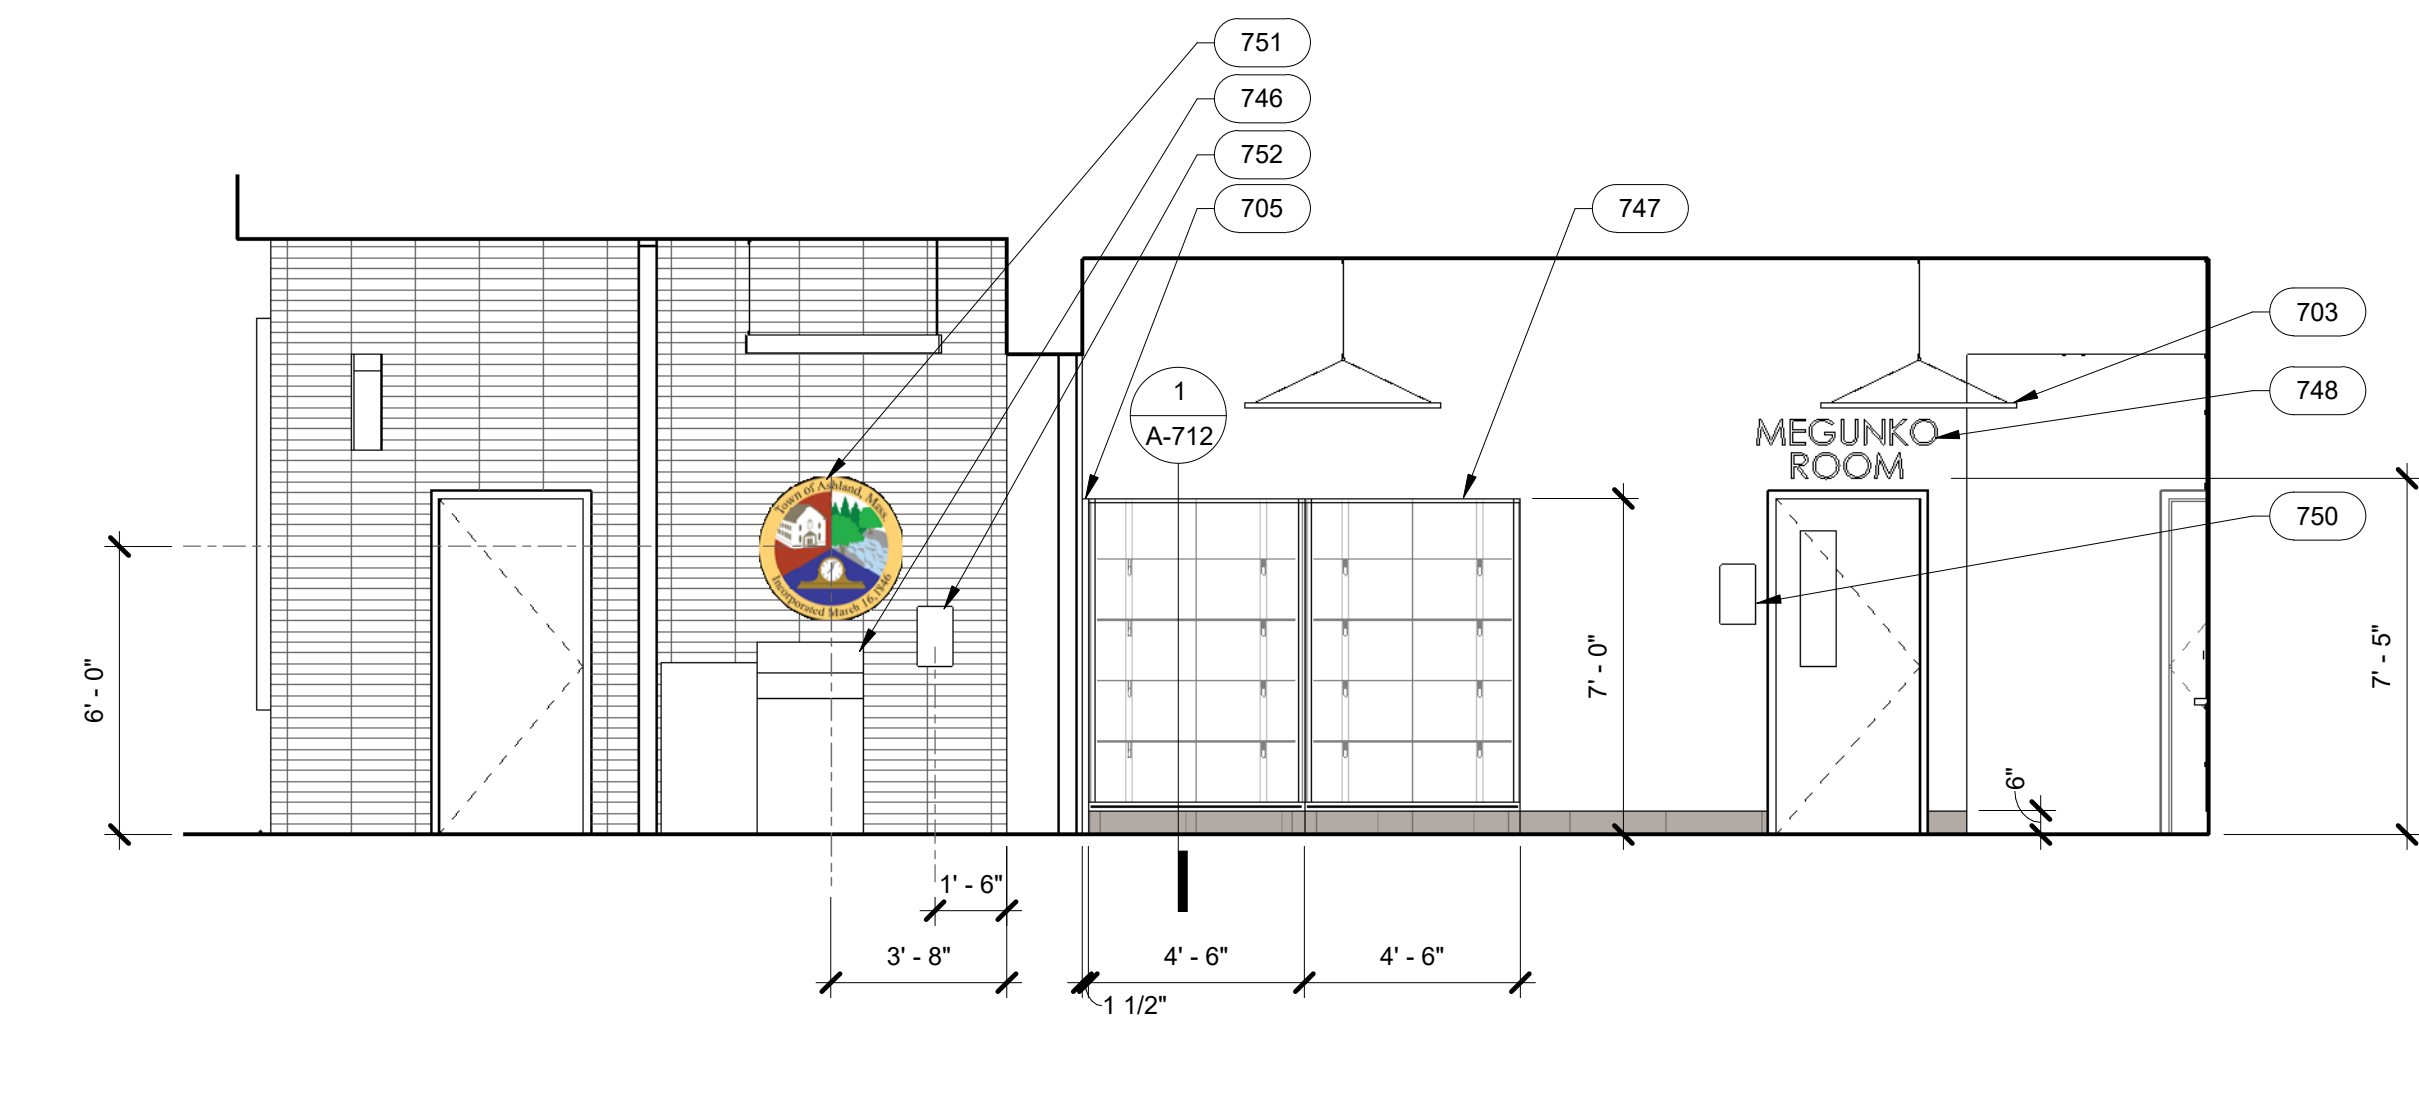 751
746
752
705
747
703
748
750
1
A-712
MEGUNKO
ROOM
Town of Ashland, Mass.
Incorporated March 16, 1846
6' - 0"
7' - 0"
7' - 5"
6"
1' - 6"
3' - 8"
4' - 6"
4' - 6"
1 1/2"